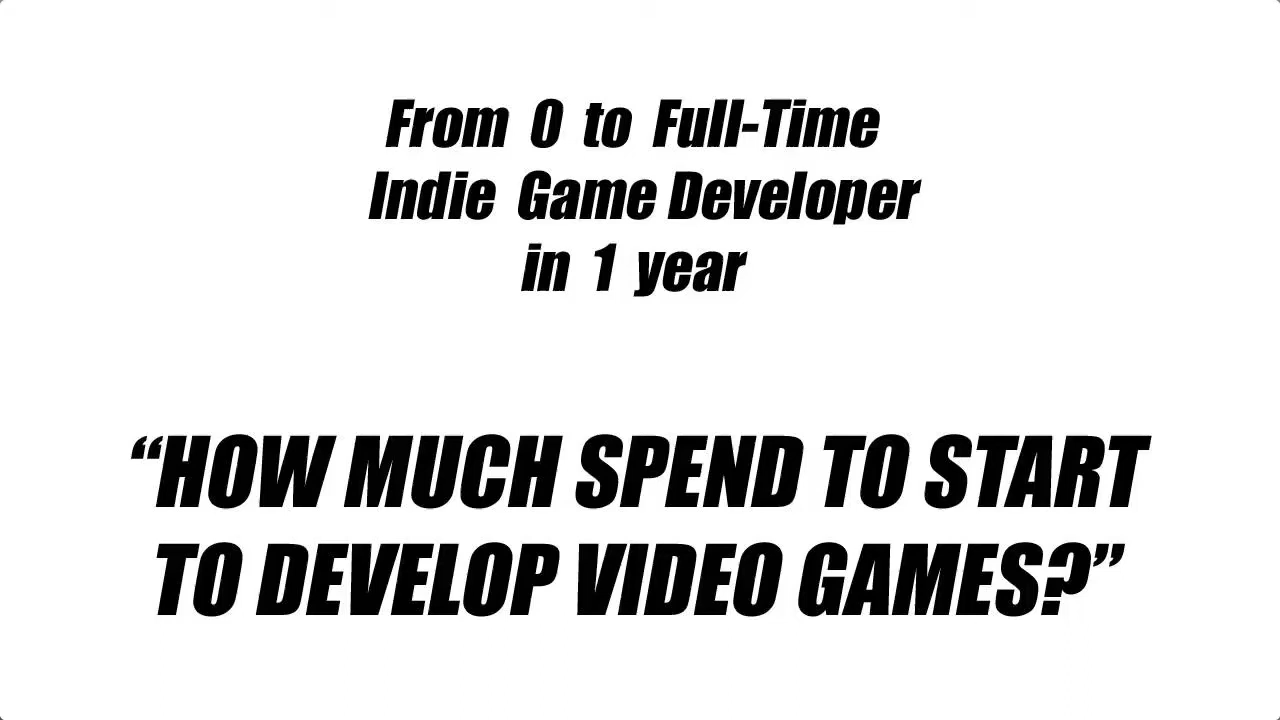 From 0 to Full-Time
Indie Game Developer
in 1 year
“HOW MUCH SPEND TO START
TO DEVELOP VIDEO GAMES?”